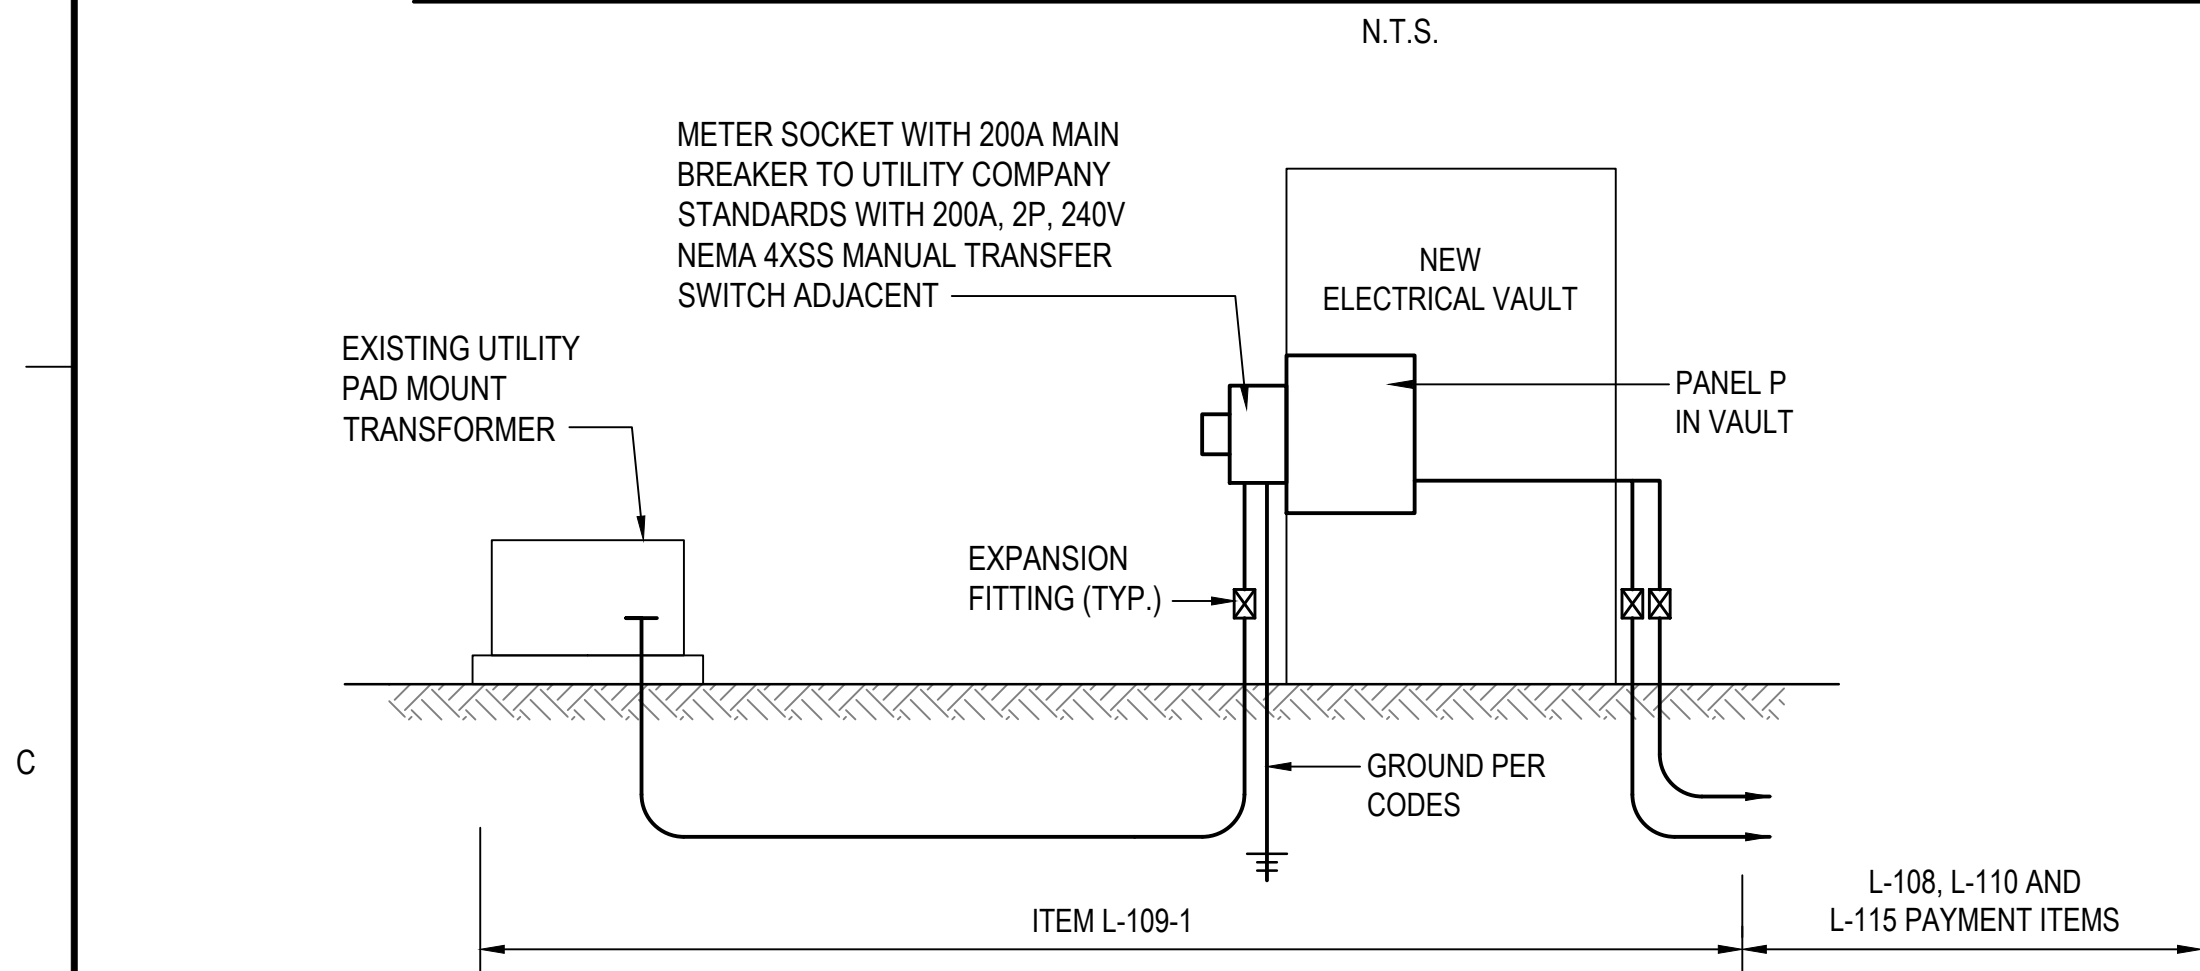 N.T.S.
METER SOCKET WITH 200A MAIN
BREAKER TO UTILITY COMPANY
STANDARDS WITH 200A, 2P, 240V
NEMA 4XSS MANUAL TRANSFER
SWITCH ADJACENT
NEW
ELECTRICAL VAULT
EXISTING UTILITY
PAD MOUNT
TRANSFORMER
PANEL P
IN VAULT
EXPANSION
FITTING (TYP.)
C
GROUND PER
CODES
L-108, L-110 AND
L-115 PAYMENT ITEMS
ITEM L-109-1